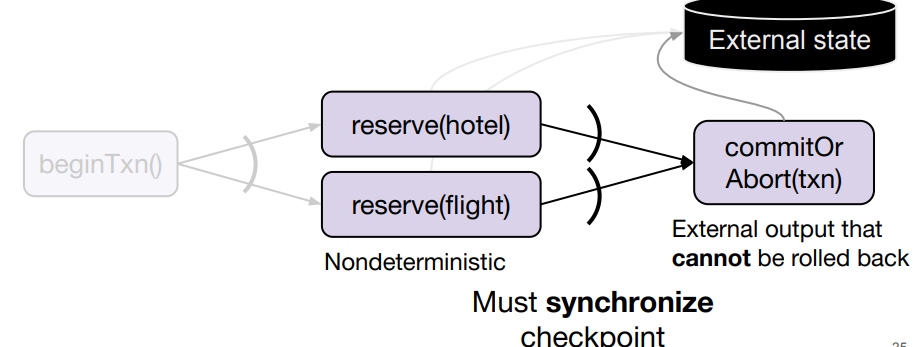 External state
reserve(hotel)
beginTxn()
commitOr
Abort(txn)
reserve(flight)
External output that
cannot be rolled back
Nondeterministic
Must synchronize
checkpoint
25